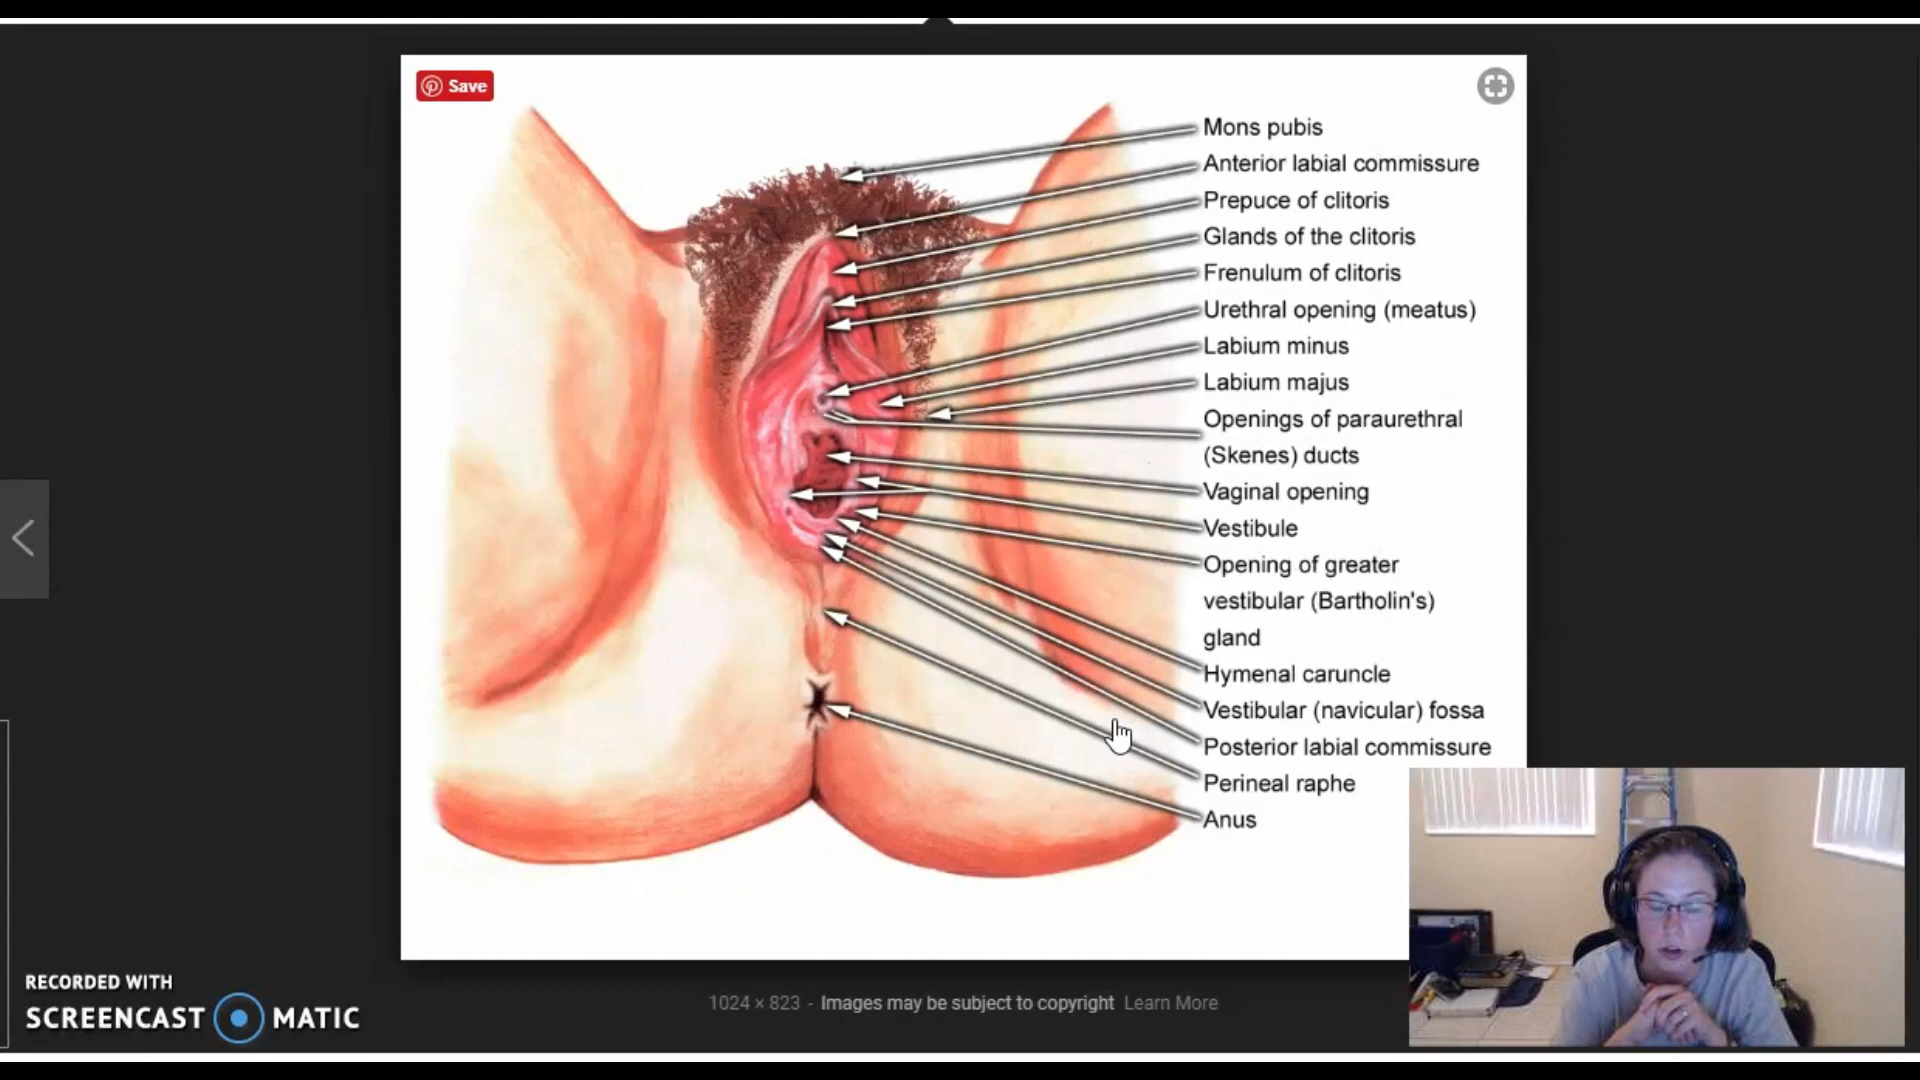 Save
Mons pubis
Anterior labial commissure
Prepuce of clitoris
Glands of the clitoris
Frenulum of clitoris
Urethral opening (meatus)
Labium minus
Labium majus
Openings of paraurethral
(Skenes) ducts
Vaginal opening
Vestibule
Opening of greater
vestibular (Bartholin's)
gland
Hymenal caruncle
Vestibular (navicular) fossa
Posterior labial commissure
Perineal raphe
Anus
RECORDED WITH
SCREENCAST MATIC
1024 × 823 - Images may be subject to copyright Learn More